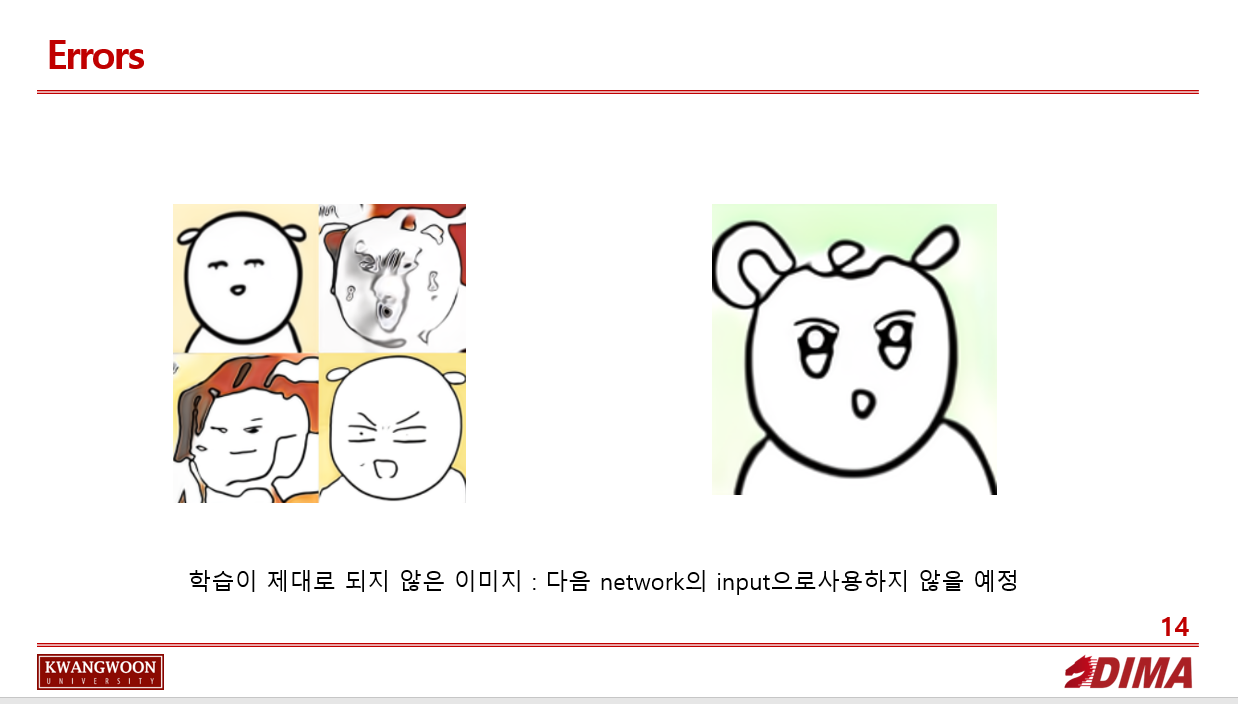 Errors
학습이 제대로 되지 않은 이미지 : 다음 network의 input으로사용하지 않을 예정
14
KWANGWOON
UNIVERSITY
DIMA